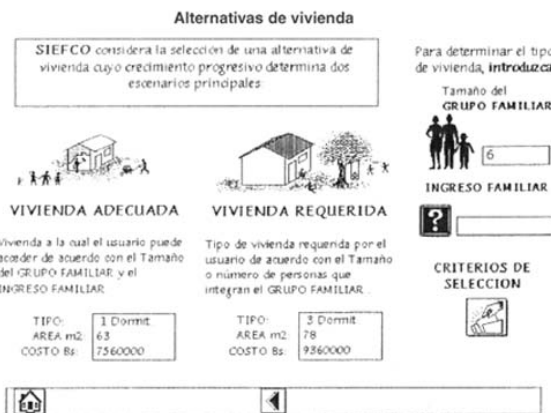 Alternativas de vivienda
SIEFCO considera la selección de una alternativa de
vivienda cuyo crecimiento progresivo determina dos
escenarios principales:
VIVIENDA ADECUADA
Vivienda a la cual el usuario puede
acceder de acuerdo con el Tamaño
del GRUPO FAMILIAR y el
INGRESO FAMILIAR
TIPO: 1 Dormit
AREA m2: 63
COSTO Bs: 7560000
VIVIENDA REQUERIDA
Tipo de vivienda requerida por el
usuario de acuerdo con el Tamaño
o número de personas que
integran el GRUPO FAMILIAR.
TIPO: 3 Dormit
AREA m2: 78
COSTO Bs: 9360000
Para determinar el tipo
de vivienda, introduzca
Tamaño del
GRUPO FAMILIAR
6
INGRESO FAMILIAR
?
CRITERIOS DE
SELECCION